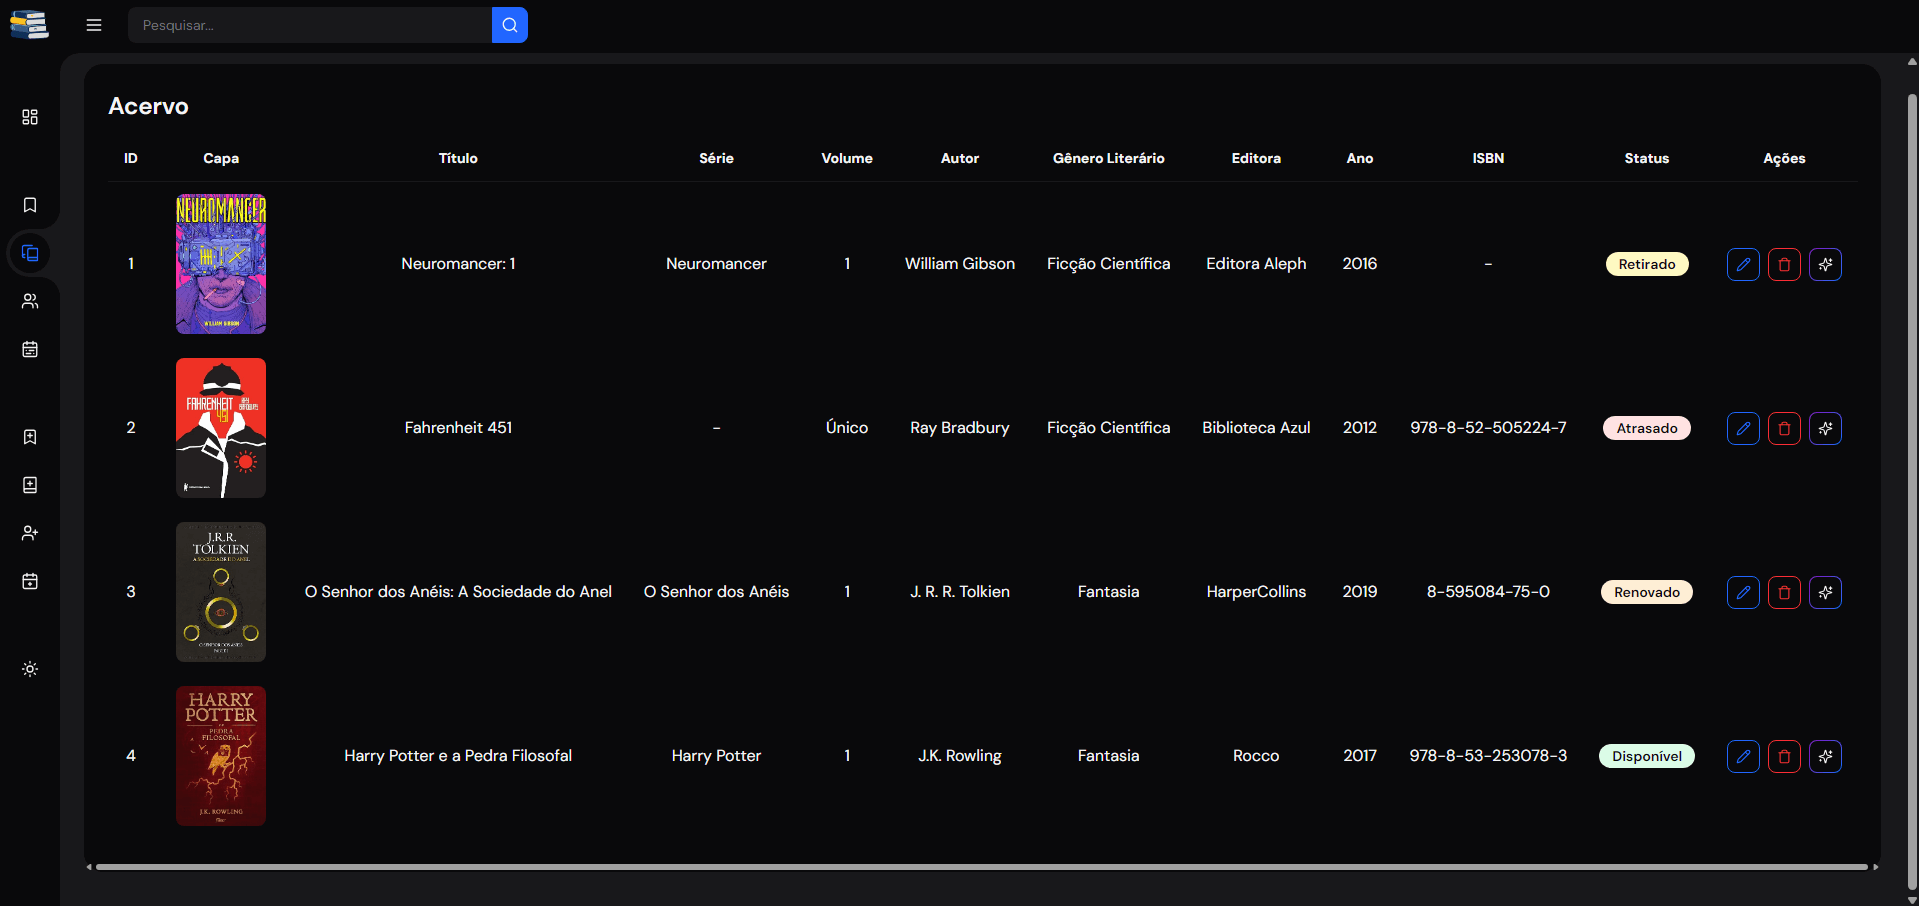 Pesquisar...
Acervo
ID Capa Título Série Volume Autor Gênero Literário Editora Ano ISBN Status Ações
NEUROMANCER
WILLIAM GIBSON
1 Neuromancer: 1 Neuromancer 1 William Gibson Ficção Científica Editora Aleph 2016 - Retirado
FAHRENHEIT
451
RAY
BRADBURY
2 Fahrenheit 451 - Único Ray Bradbury Ficção Científica Biblioteca Azul 2012 978-8-52-505224-7 Atrasado
J.R.R.
TOLKIEN
A SOCIEDADE DO ANEL
O SENHOR DOS ANÉIS
PARTE I
3 O Senhor dos Anéis: A Sociedade do Anel O Senhor dos Anéis 1 J. R. R. Tolkien Fantasia HarperCollins 2019 8-595084-75-0 Renovado
HARRY
POTTER
E A
PEDRA
FILOSOFAL
J.K. ROWLING
4 Harry Potter e a Pedra Filosofal Harry Potter 1 J.K. Rowling Fantasia Rocco 2017 978-8-53-253078-3 Disponível